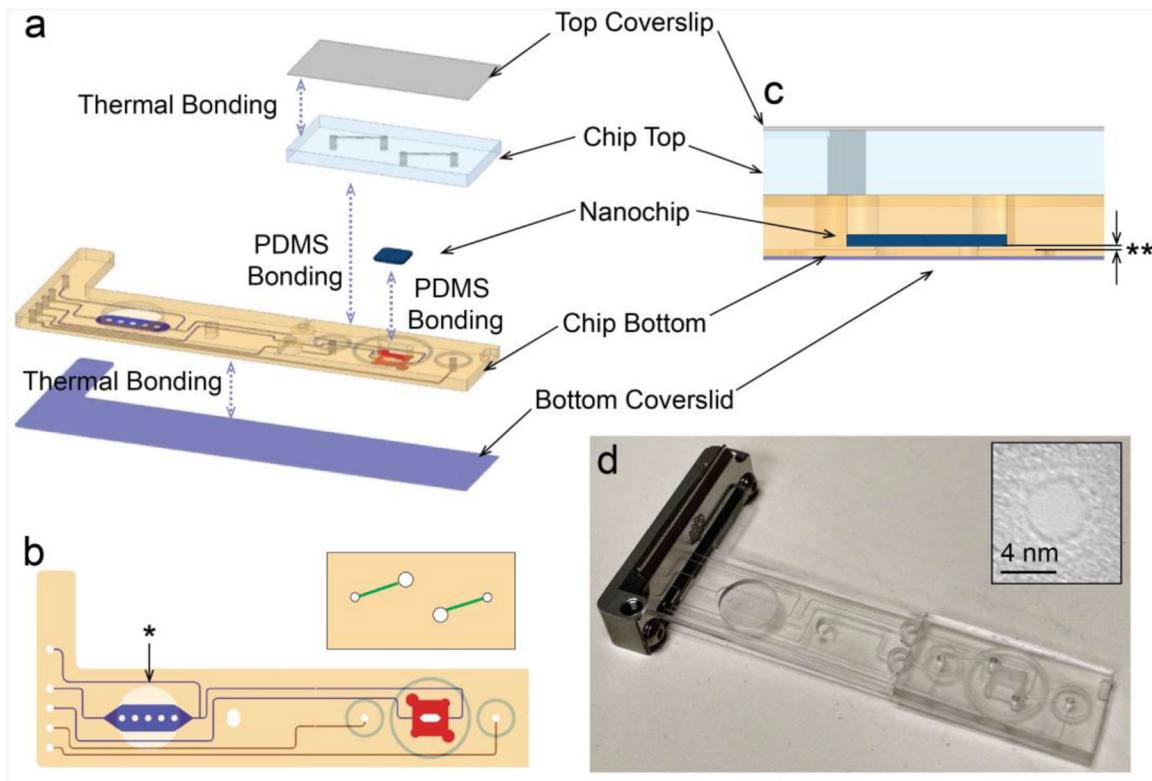 a
Top Coverslip
Thermal Bonding
Chip Top
c
PDMS
Bonding
Nanochip
PDMS
Bonding
**
Chip Bottom
Thermal Bonding
Bottom Coverslid
b
*
d
4 nm